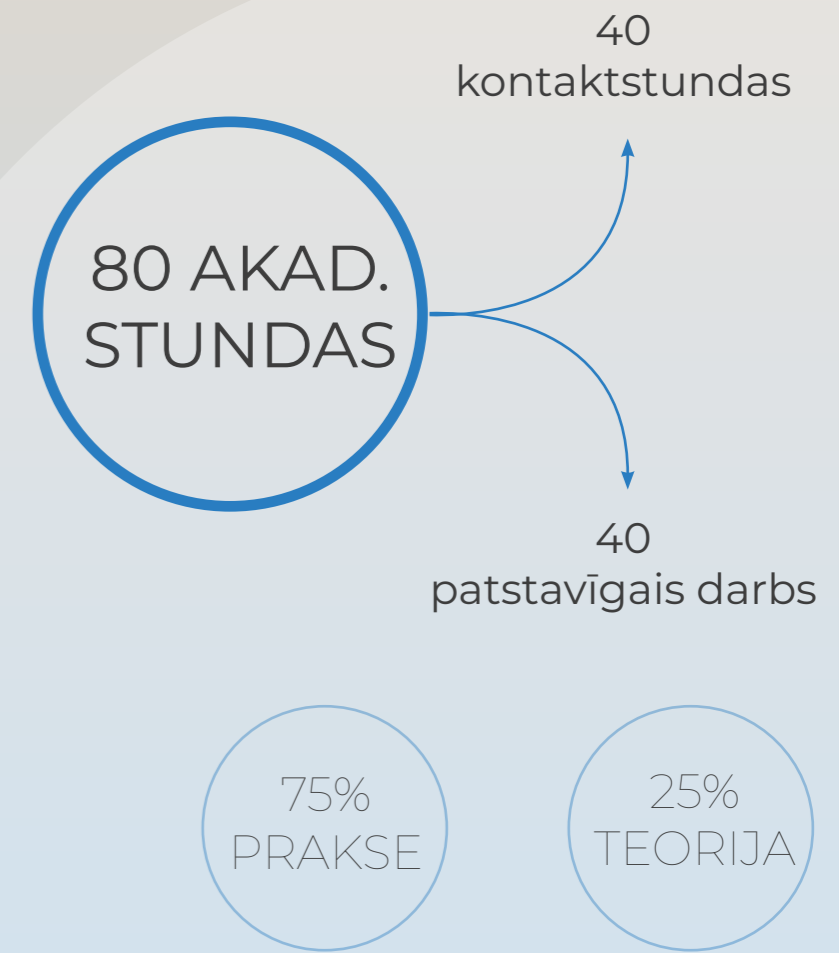 40
kontaktstundas
80 AKAD.
STUNDAS
40
patstavīgais darbs
75%
PRAKSE
25%
TEORIJA